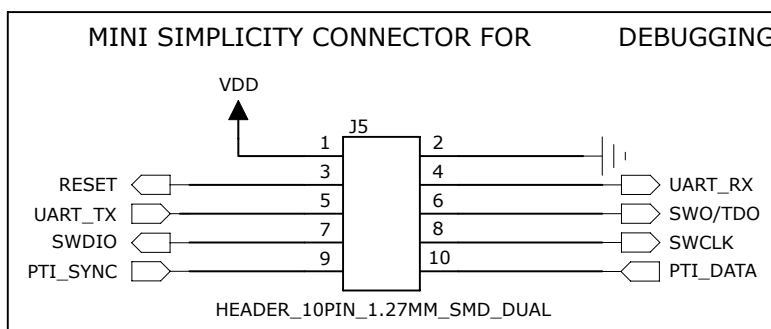 MINI SIMPLICITY CONNECTOR FOR DEBUGGING
VDD
J5
1 2
RESET 3 4 UART_RX
UART_TX 5 6 SWO/TDO
SWDIO 7 8 SWCLK
PTI_SYNC 9 10 PTI_DATA
HEADER_10PIN_1.27MM_SMD_DUAL